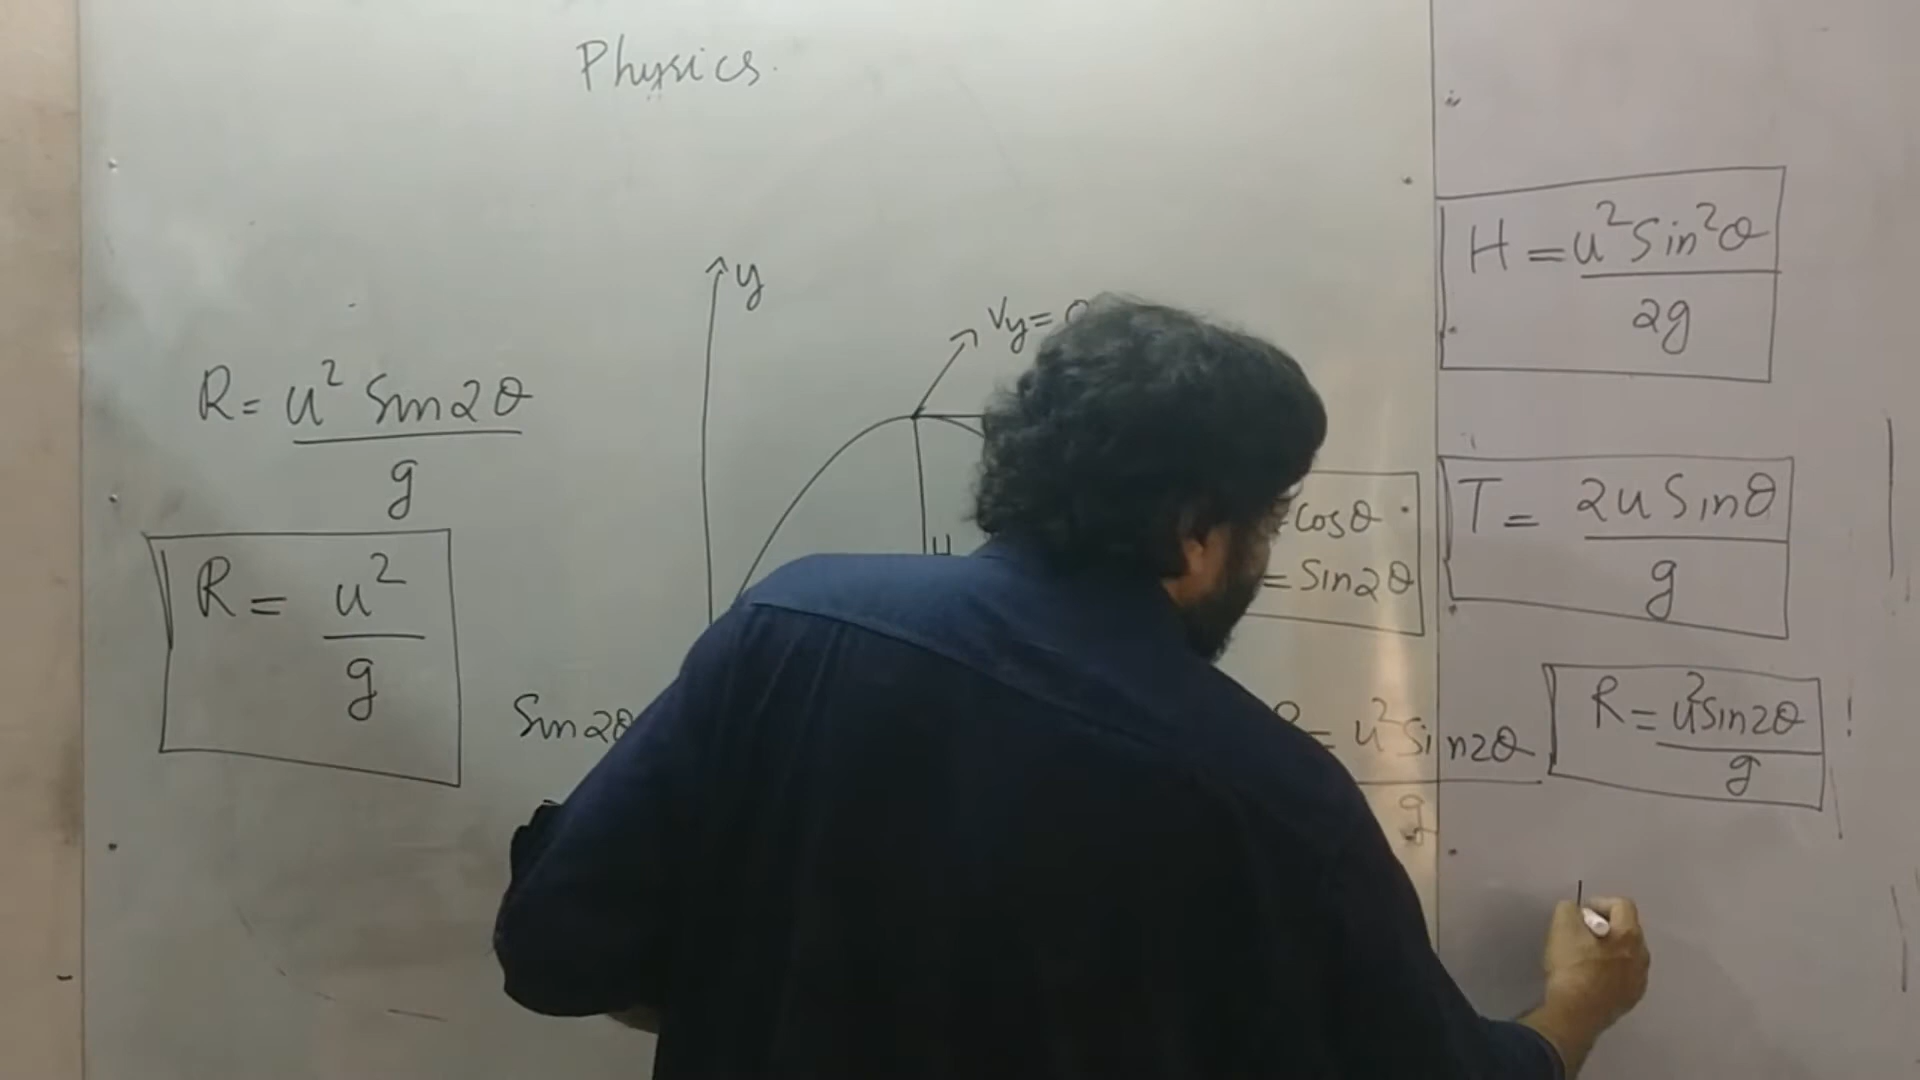 Physics.
y
Vy=
R = u² Sin2θ
g
R = u²
g
H
= cosθ
= Sin2θ
Sin2θ
R = u² Sin2θ
g
H = u² Sin²θ
2g
T = 2u Sinθ
g
R = u² Sin2θ
g
!